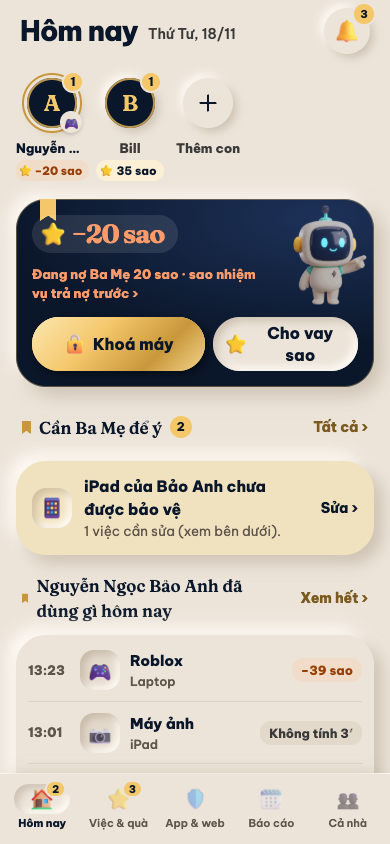 Hôm nay Thứ Tư, 18/11
3
1
1
A
B
Nguyễn ...
Bill
Thêm con
-20 sao
35 sao
-20 sao
Đang nợ Ba Mẹ 20 sao · sao nhiệm
vụ trả nợ trước ›
Khoá máy
Cho vay
sao
Cần Ba Mẹ để ý 2
Tất cả ›
iPad của Bảo Anh chưa
được bảo vệ
1 việc cần sửa (xem bên dưới).
Sửa ›
Nguyễn Ngọc Bảo Anh đã
dùng gì hôm nay
Xem hết ›
13:23
Roblox
Laptop
-39 sao
13:01
Máy ảnh
iPad
Không tính 3′
2
3
Hôm nay
Việc & quà
App & web
Báo cáo
Cả nhà